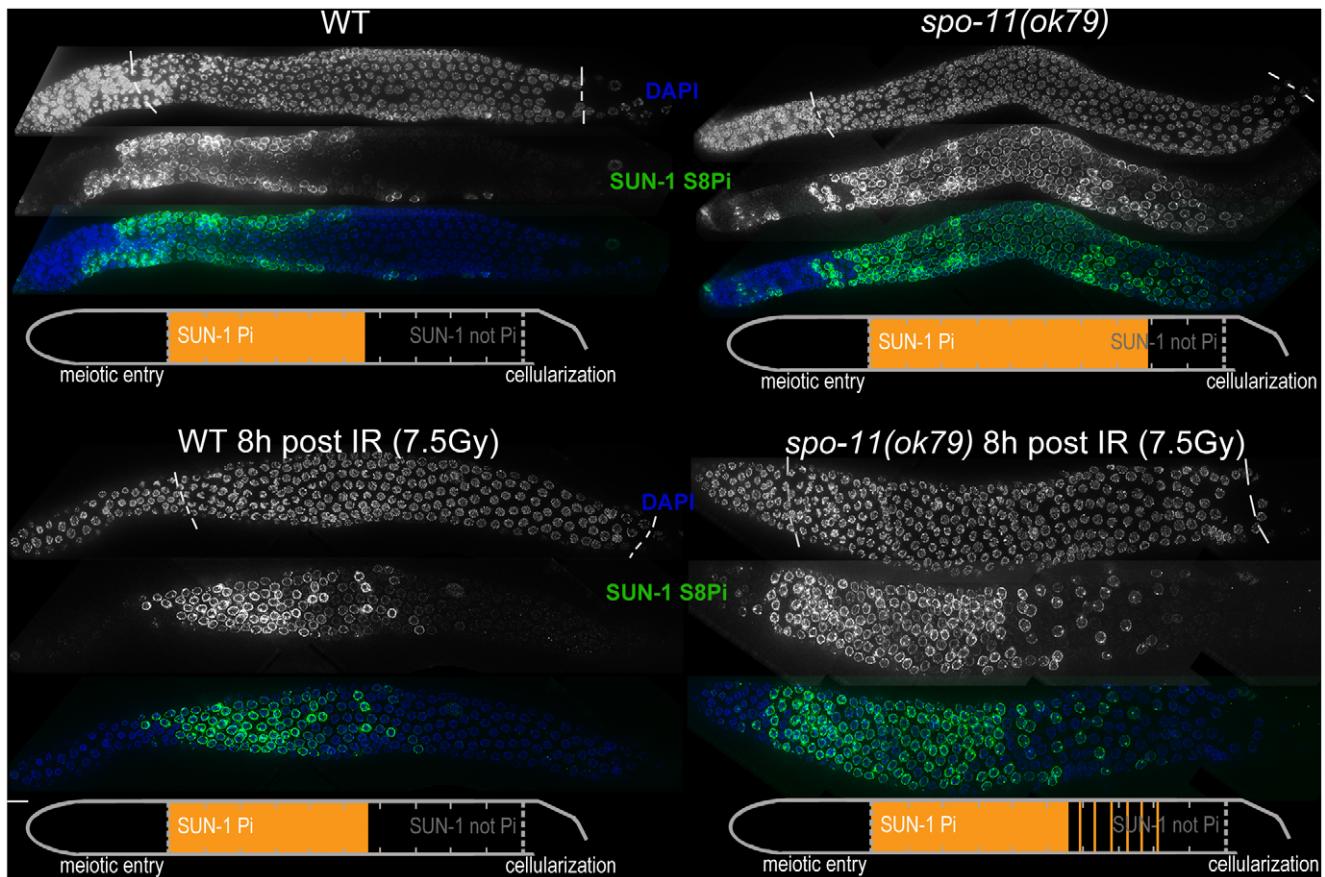 WT
spo-11(ok79)
DAPI
SUN-1 S8Pi
SUN-1 Pi
SUN-1 not Pi
meiotic entry
cellularization
SUN-1 Pi
SUN-1 not Pi
meiotic entry
cellularization
WT 8h post IR (7.5Gy)
spo-11(ok79) 8h post IR (7.5Gy)
DAPI
SUN-1 S8Pi
SUN-1 Pi
SUN-1 not Pi
meiotic entry
cellularization
SUN-1 Pi
SUN-1 not Pi
meiotic entry
cellularization